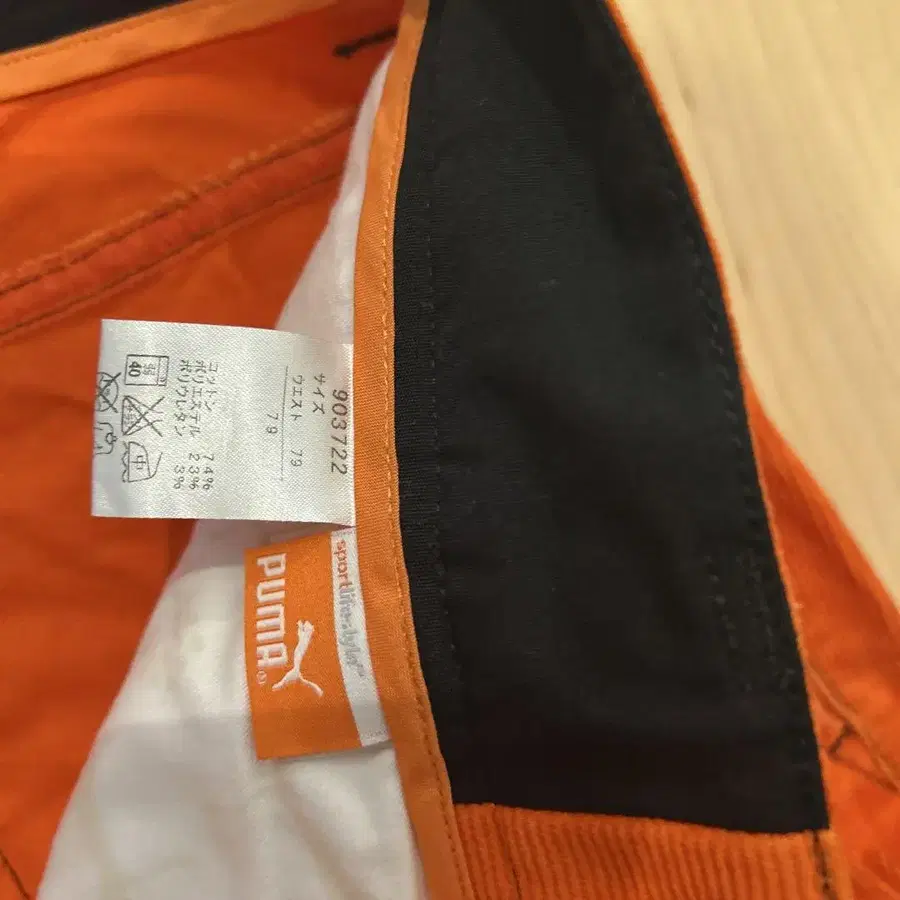 903722
サイズ 79
ウエスト 79
コットン 74%
ポリエステル 23%
ポリウレタン 3%
40
中
sportlifestyle
PUMA®